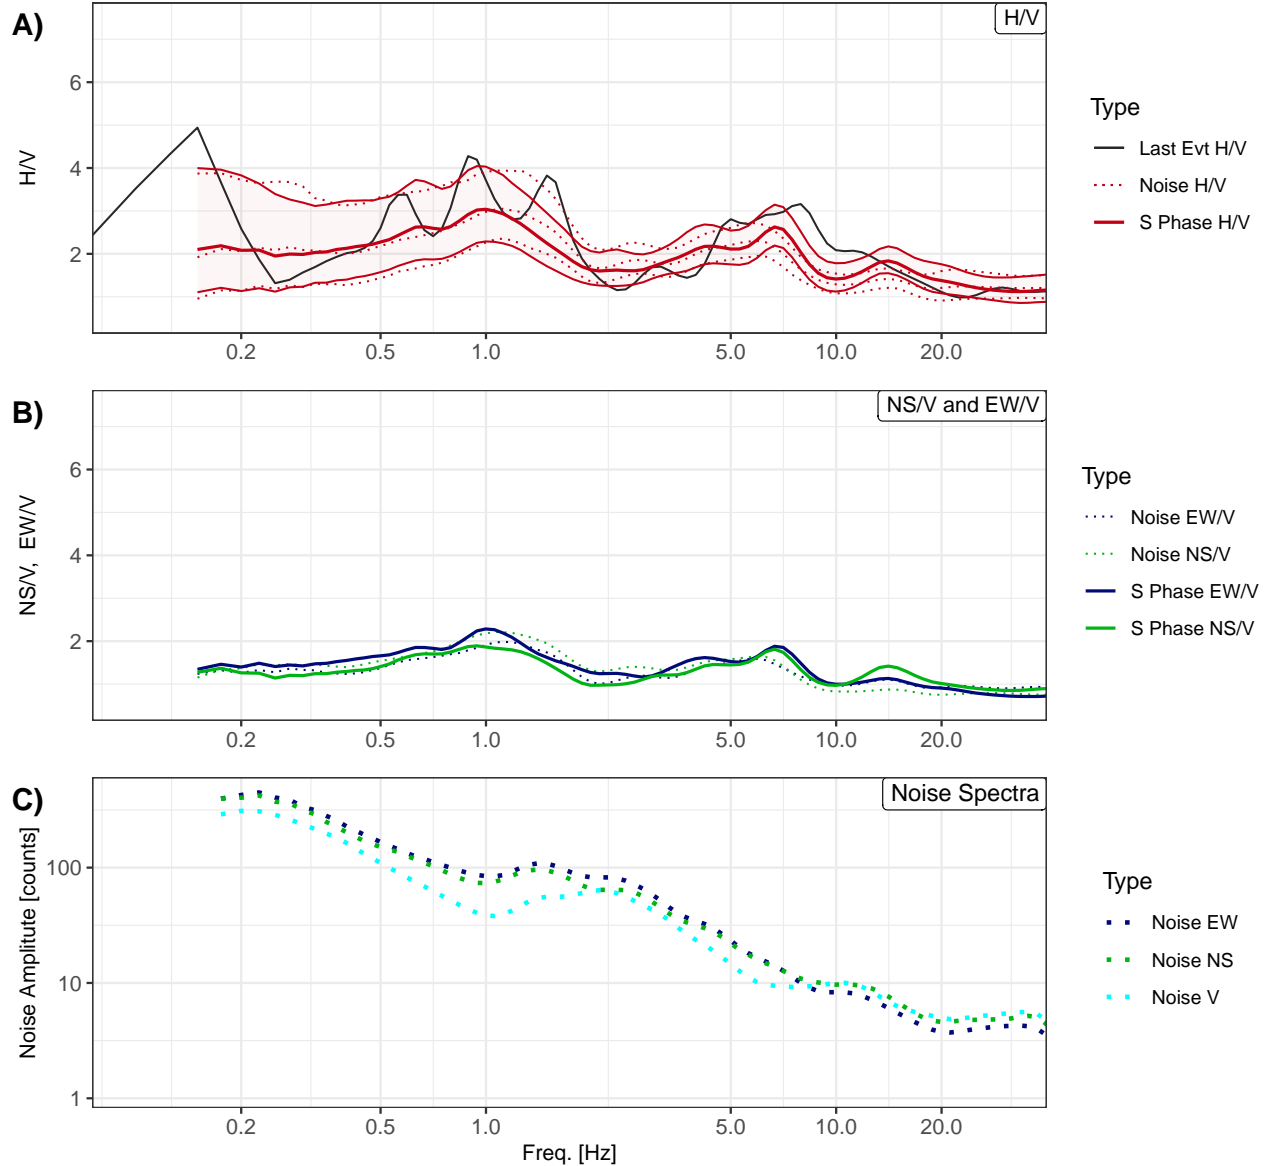 A)
H/V
6
4
2
H/V
0.2 0.5 1.0 5.0 10.0 20.0
Type
Last Evt H/V
Noise H/V
S Phase H/V
B)
NS/V and EW/V
6
4
2
NS/V, EW/V
0.2 0.5 1.0 5.0 10.0 20.0
Type
Noise EW/V
Noise NS/V
S Phase EW/V
S Phase NS/V
C)
Noise Spectra
100
10
1
Noise Amplitute [counts]
0.2 0.5 1.0 5.0 10.0 20.0
Freq. [Hz]
Type
Noise EW
Noise NS
Noise V